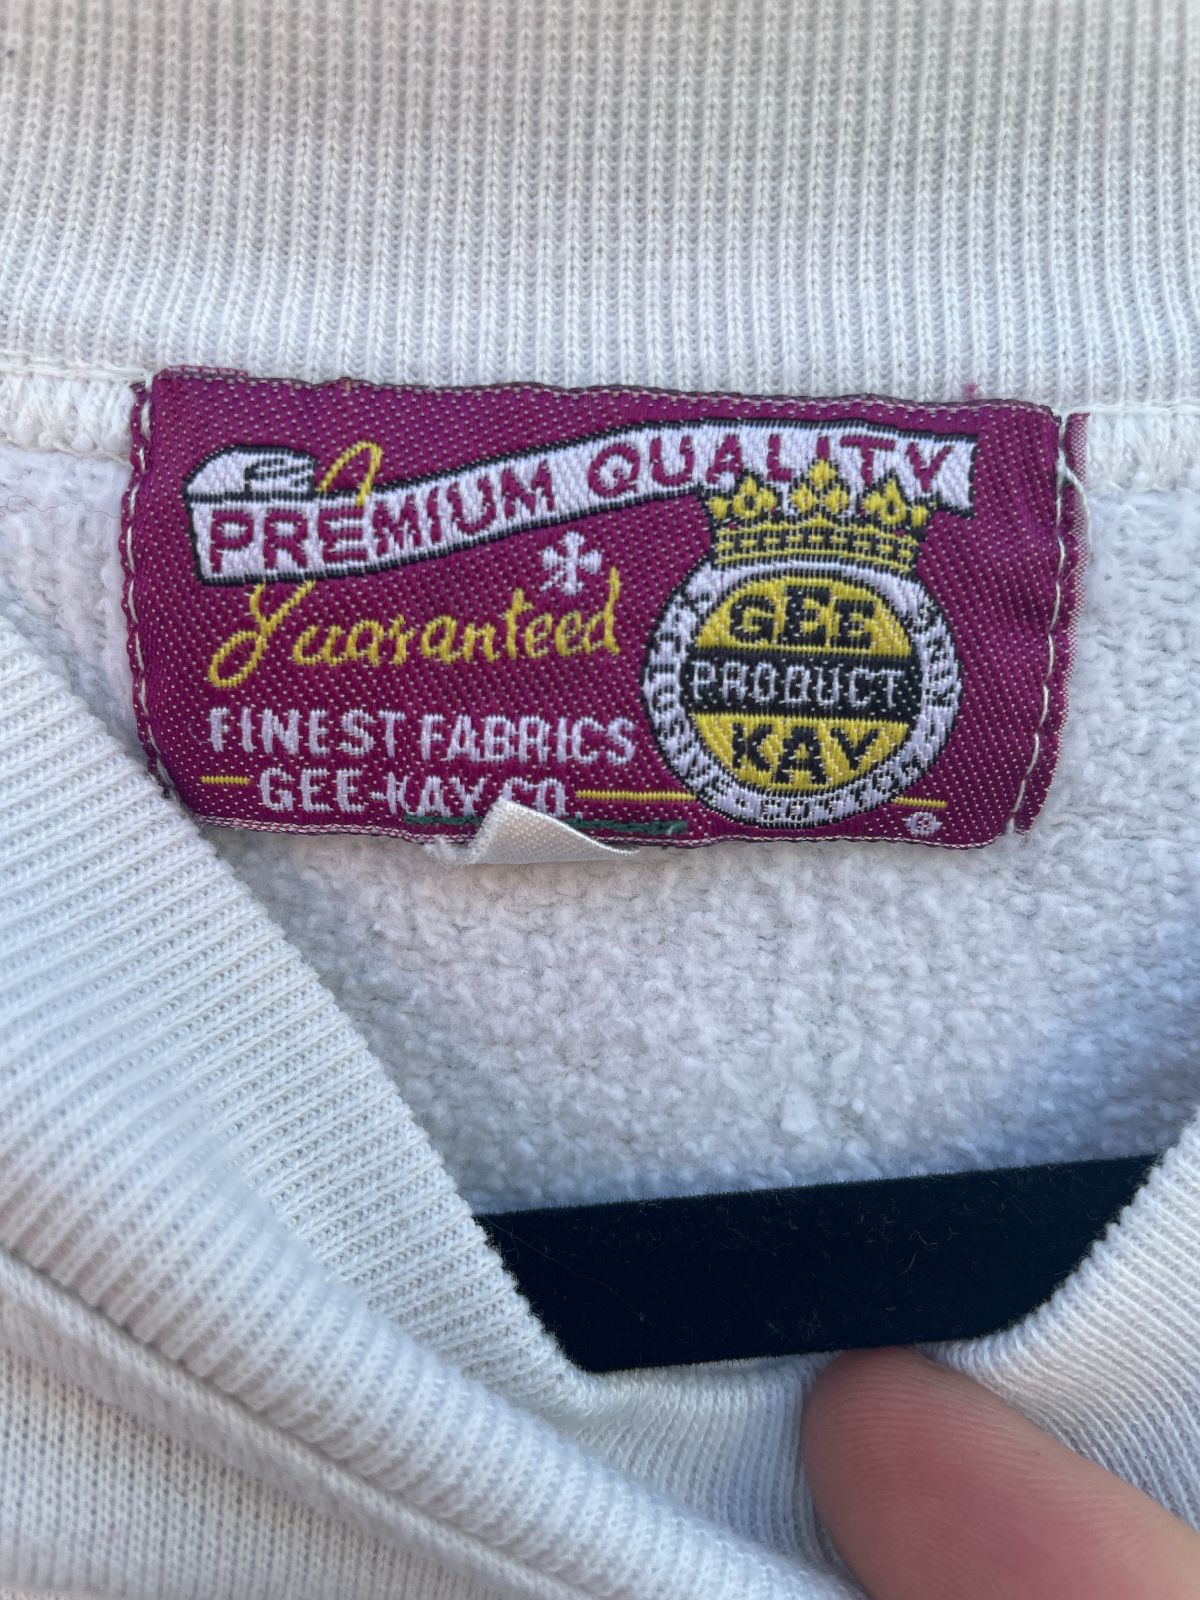 PREMIUM QUALITY
Guaranteed
FINEST FABRICS
GEE-KAY CO.
GEE
PRODUCT
KAY
®